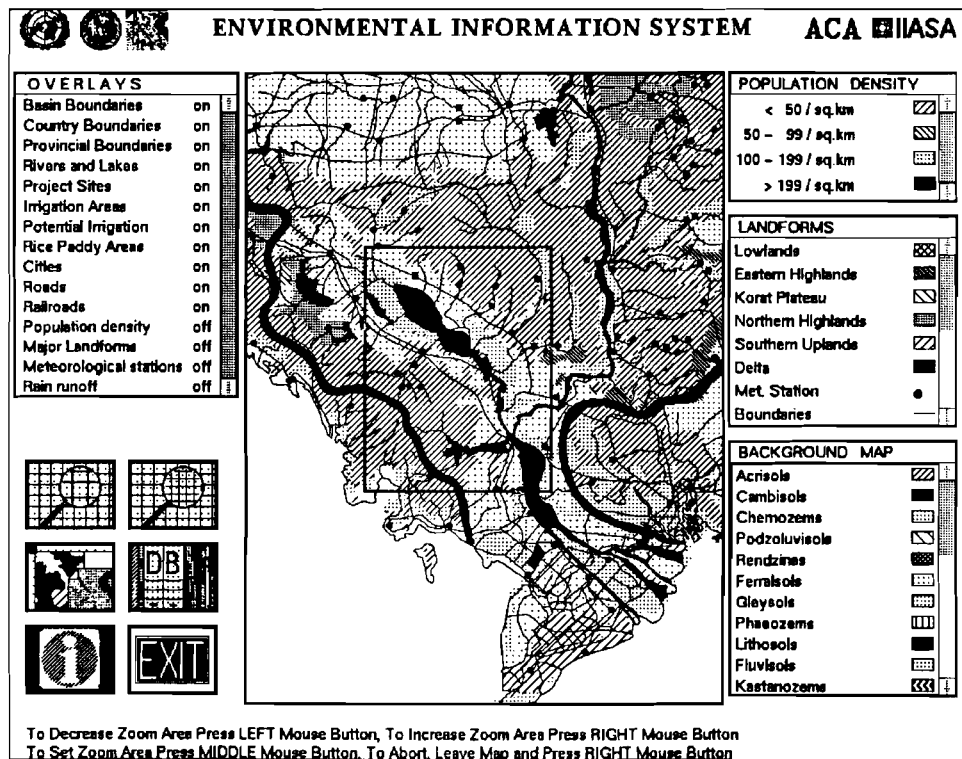 ENVIRONMENTAL INFORMATION SYSTEM
ACA IIASA
OVERLAYS
Basin Boundaries on
Country Boundaries on
Provincial Boundaries on
Rivers and Lakes on
Project Sites on
Irrigation Areas on
Potential Irrigation on
Rice Paddy Areas on
Cities on
Roads on
Railroads on
Population density off
Major Landforms off
Meteorological stations off
Rain runoff off
DB
i
EXIT
POPULATION DENSITY
< 50 / sq.km
50 - 99 / sq.km
100 - 199 / sq.km
> 199 / sq.km
LANDFORMS
Lowlands
Eastern Highlands
Korat Plateau
Northern Highlands
Southern Uplands
Delta
Met. Station
Boundaries
BACKGROUND MAP
Acrisols
Cambisols
Chernozems
Podzoluvisols
Rendzinas
Ferralsols
Gleysols
Phaeozems
Lithosols
Fluvisols
Kastanozems
To Decrease Zoom Area Press LEFT Mouse Button, To Increase Zoom Area Press RIGHT Mouse Button
To Set Zoom Area Press MIDDLE Mouse Button, To Abort, Leave Map and Press RIGHT Mouse Button